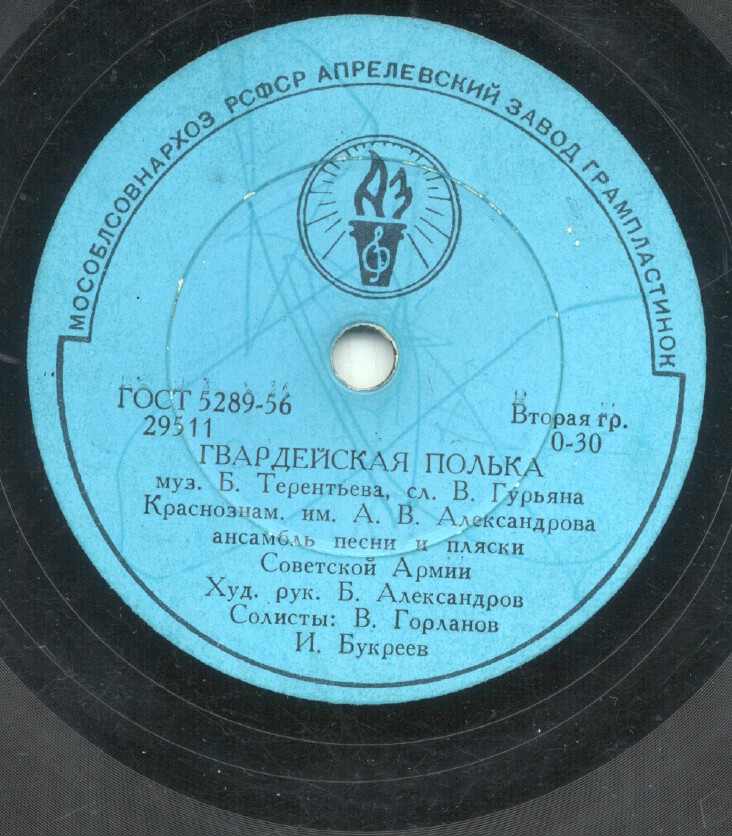 МОСОБЛСОВНАРХОЗ РСФСР АПРЕЛЕВСКИЙ ЗАВОД ГРАМПЛАСТИНОК
АЗ
ГОСТ 5289-56
29511
Вторая гр.
0-30
ГВАРДЕЙСКАЯ ПОЛЬКА
муз. Б. Терентьева, сл. В. Гурьяна
Краснознам. им. А. В. Александрова
ансамбль песни и пляски
Советской Армии
Худ. рук. Б. Александров
Солисты: В. Горланов
И. Букреев